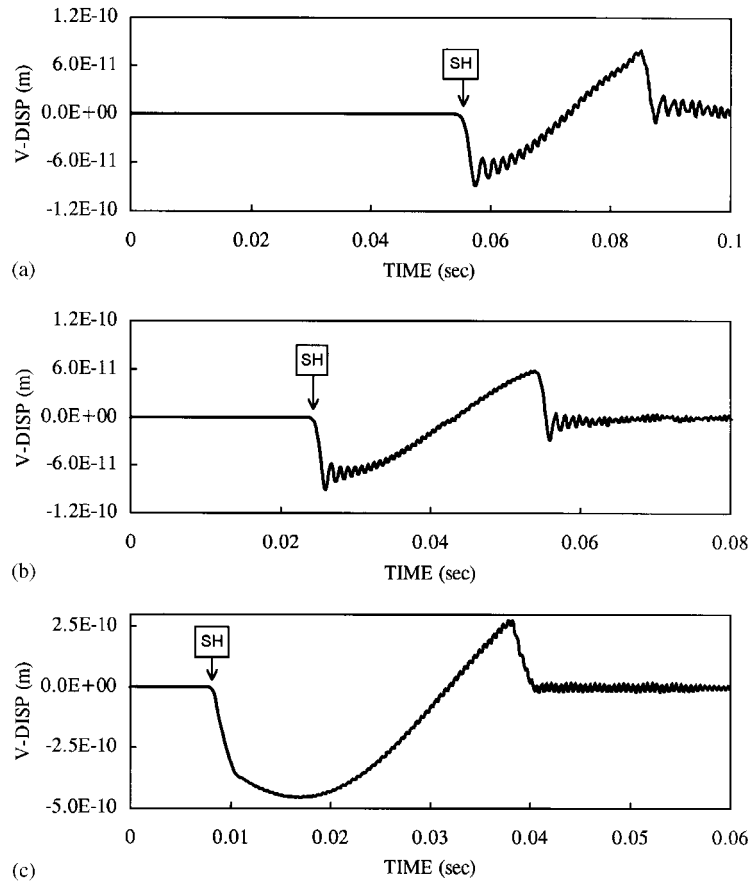 1.2E-10
6.0E-11
0.0E+00
-6.0E-11
-1.2E-10
V-DISP (m)
SH
0 0.02 0.04 0.06 0.08 0.1
TIME (sec)
(a)
1.2E-10
6.0E-11
0.0E+00
-6.0E-11
-1.2E-10
V-DISP (m)
SH
0 0.02 0.04 0.06 0.08
TIME (sec)
(b)
2.5E-10
0.0E+00
-2.5E-10
-5.0E-10
V-DISP (m)
SH
0 0.01 0.02 0.03 0.04 0.05 0.06
TIME (sec)
(c)